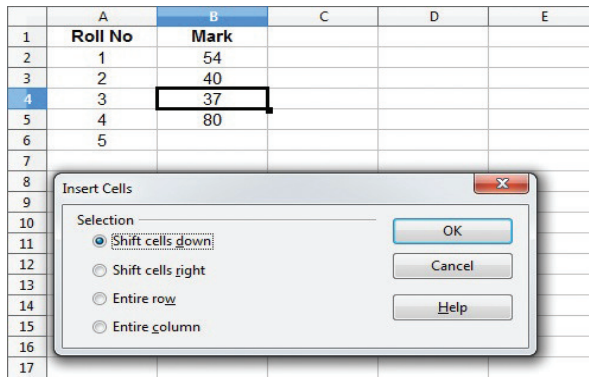 A B C D E
1 Roll No Mark
2 1 54
3 2 40
4 3 37
5 4 80
6 5
7
8
Insert Cells
9
10
Selection
OK
11
Shift cells down
12
Shift cells right
Cancel
13
14
Entire row
Help
15
Entire column
16
17